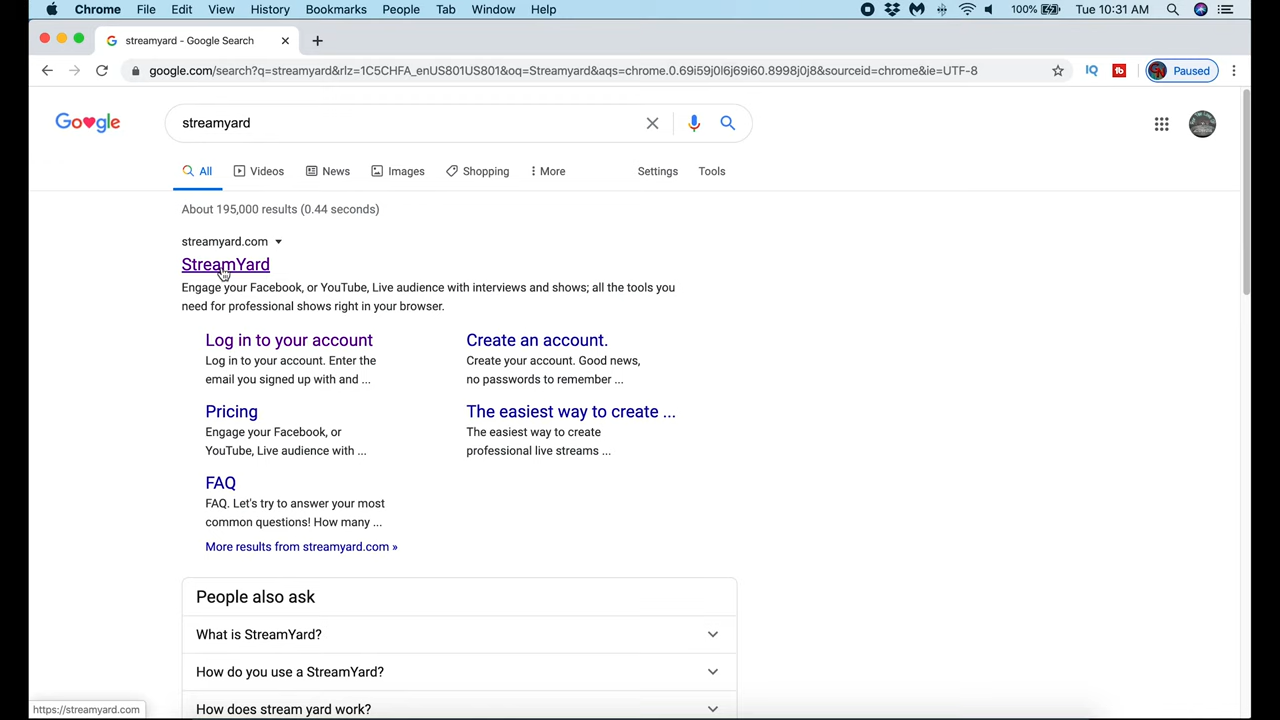 Chrome File Edit View History Bookmarks People Tab Window Help 100% Tue 10:31 AM
streamyard - Google Search
google.com/search?q=streamyard&rlz=1C5CHFA_enUS801US801&oq=Streamyard&aqs=chrome.0.69i59j0l6j69i60.8998j0j8&sourceid=chrome&ie=UTF-8 IQ Paused
Google streamyard
All Videos News Images Shopping More Settings Tools
About 195,000 results (0.44 seconds)
streamyard.com
StreamYard
Engage your Facebook, or YouTube, Live audience with interviews and shows; all the tools you
need for professional shows right in your browser.
Log in to your account
Log in to your account. Enter the
email you signed up with and ...
Create an account.
Create your account. Good news,
no passwords to remember ...
Pricing
Engage your Facebook, or
YouTube, Live audience with ...
The easiest way to create ...
The easiest way to create
professional live streams ...
FAQ
FAQ. Let's try to answer your most
common questions! How many ...
More results from streamyard.com »
People also ask
What is StreamYard?
How do you use a StreamYard?
How does stream yard work?
https://streamyard.com